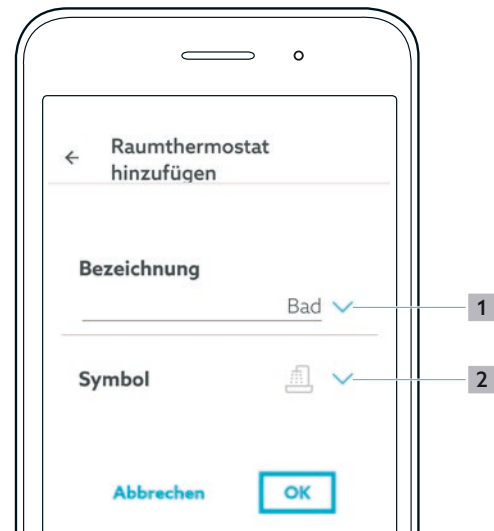 Raumthermostat
hinzufügen
Bezeichnung
Bad
1
Symbol
2
Abbrechen OK